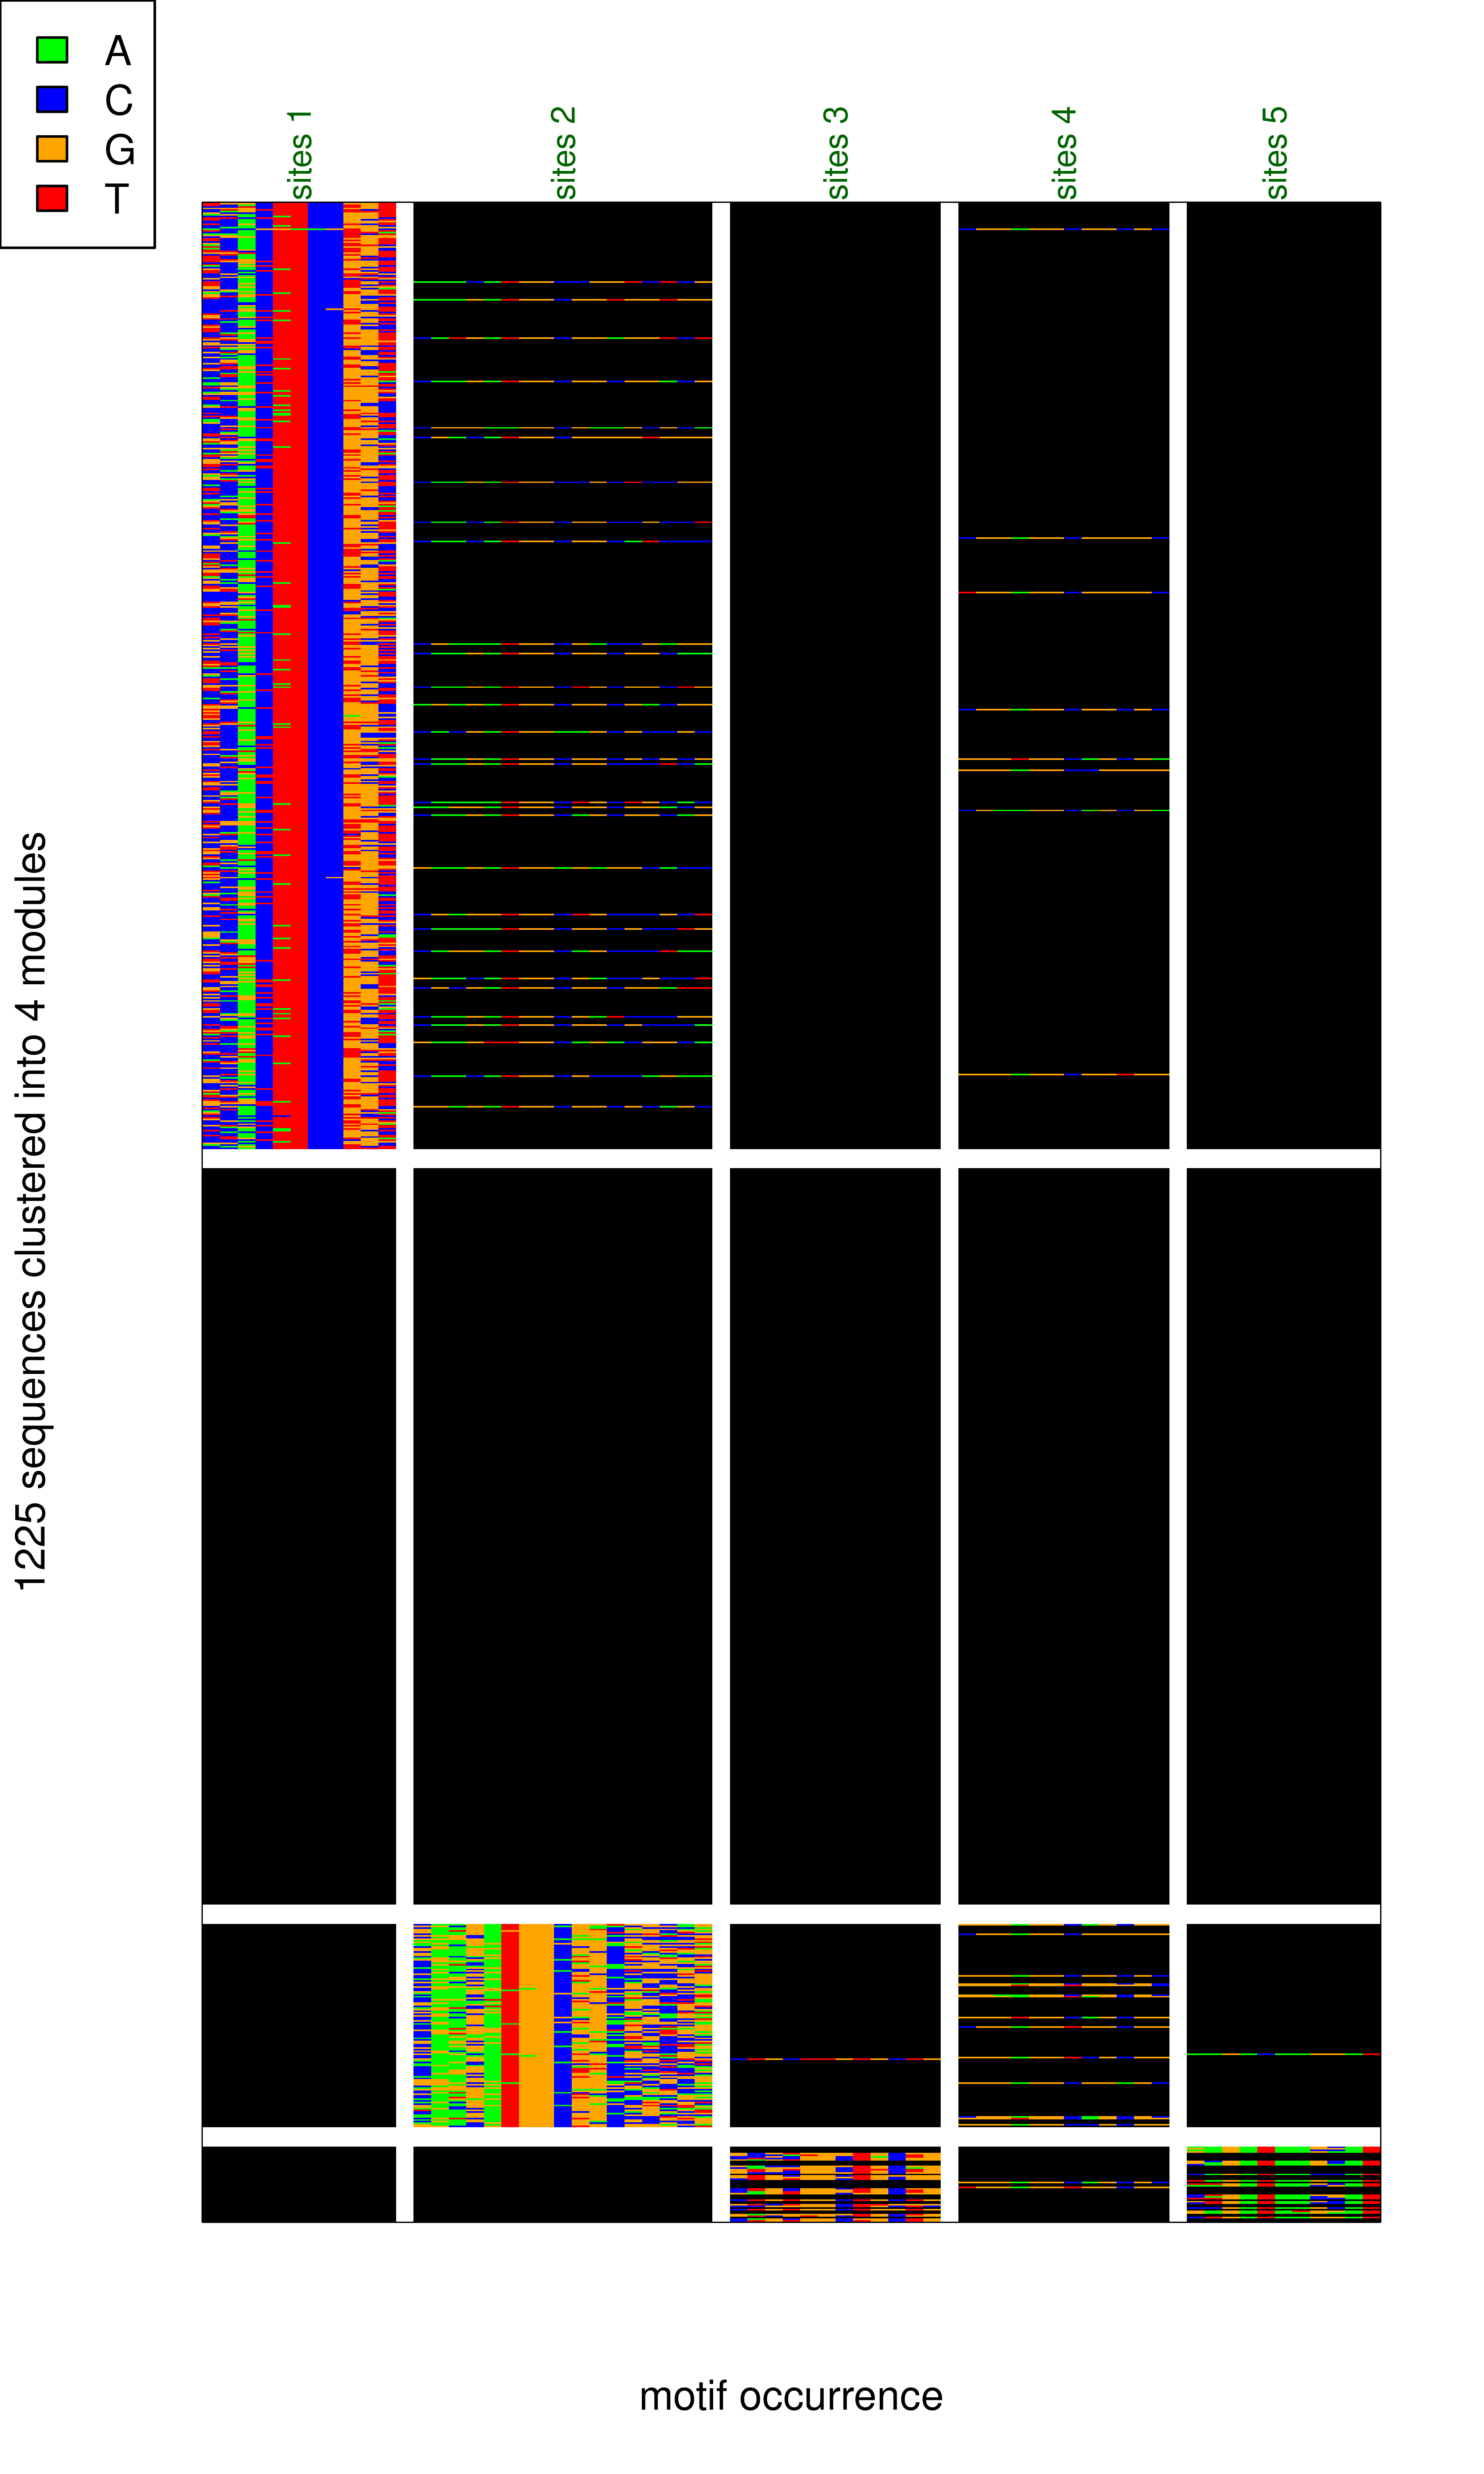 A
C
G
T
sites 1
sites 2
sites 3
sites 4
sites 5
1225 sequences clustered into 4 modules
motif occurrence